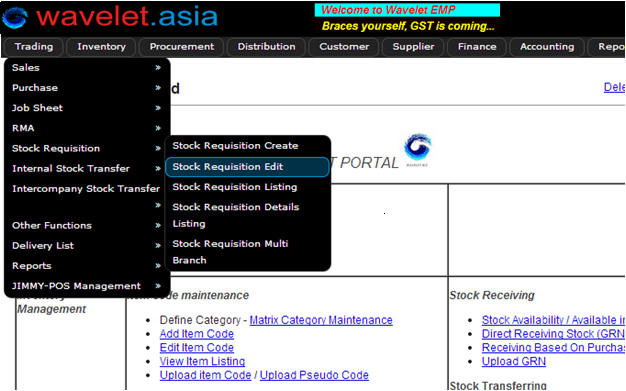 wavelet.asia
Welcome to Wavelet EMP
Braces yourself, GST is coming...
Trading Inventory Procurement Distribution Customer Supplier Finance Accounting Repo
Sales »
Purchase »
Job Sheet »
RMA »
Stock Requisition »
Internal Stock Transfer »
Intercompany Stock Transfer
»
Other Functions »
Delivery List »
Reports »
JIMMY-POS Management »
Stock Requisition Create
Stock Requisition Edit
Stock Requisition Listing
Stock Requisition Details
Listing
Stock Requisition Multi
Branch
d
Dele
T PORTAL
Management
Item Code maintenance
• Define Category - Matrix Category Maintenance
• Add Item Code
• Edit Item Code
• View Item Listing
• Upload item Code / Upload Pseudo Code
Stock Receiving
• Stock Availability / Available in
• Direct Receiving Stock (GRN
• Receiving Based On Purcha
• Upload GRN
Stock Transferring